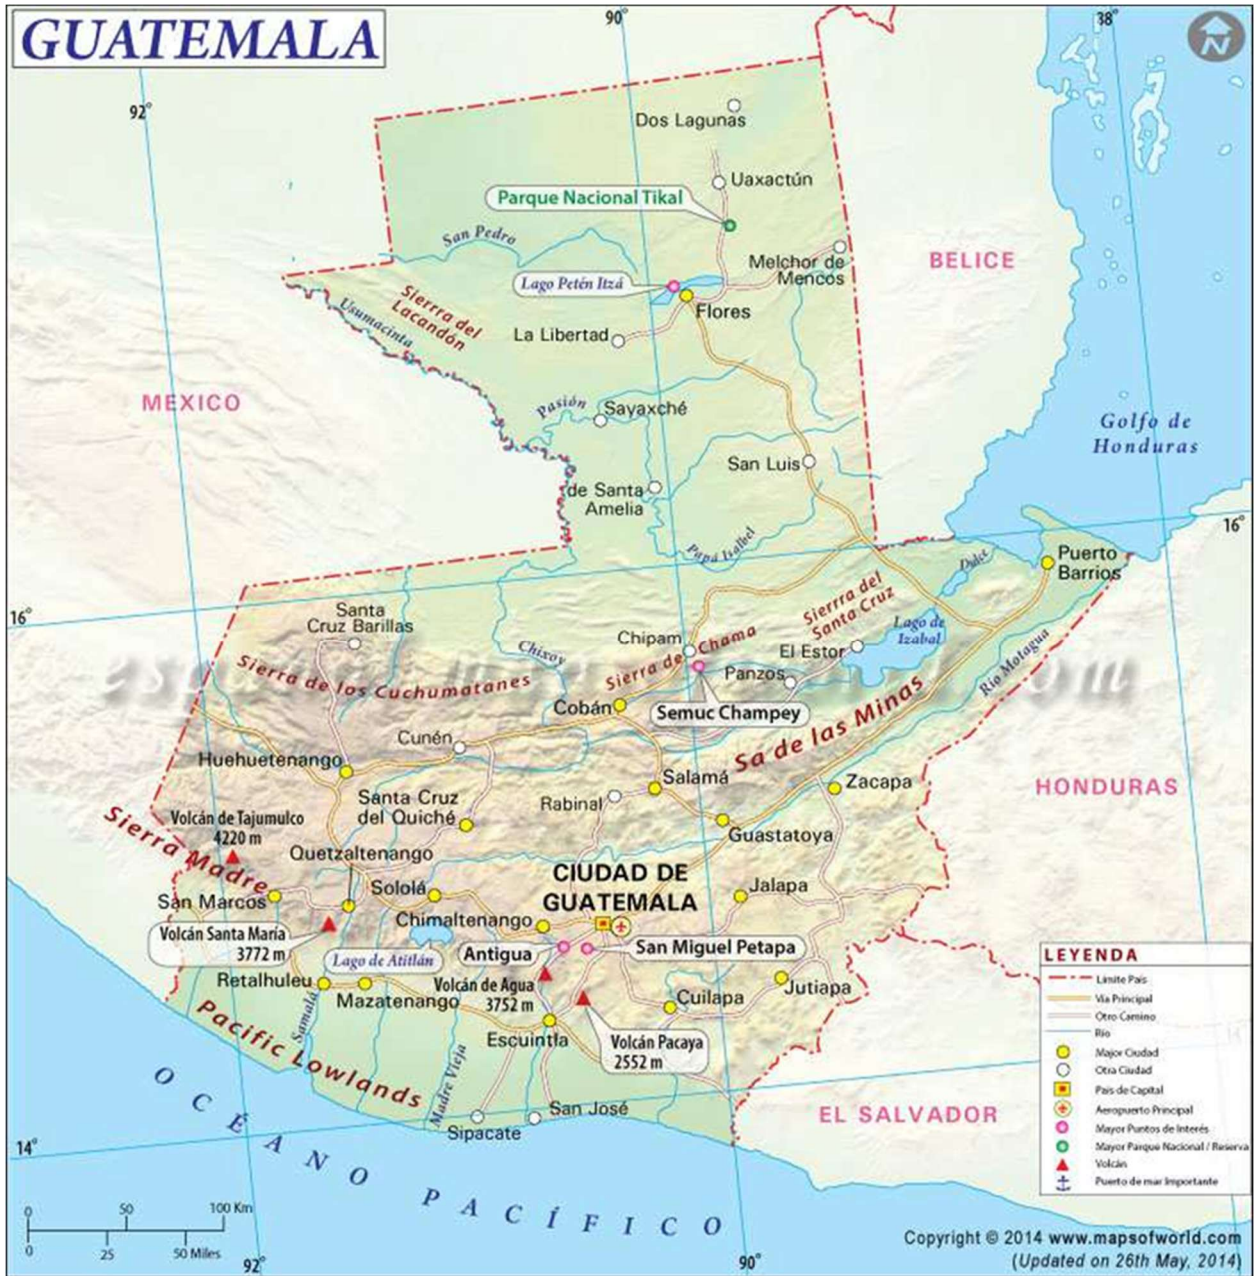 GUATEMALA
90°
38°
N
92°
Dos Lagunas
Uaxactún
Parque Nacional Tikal
San Pedro
Melchor de
Mencos
BELICE
Lago Petén Itzá
Sierra del
Lacandón
Flores
Usumacinta
La Libertad
MEXICO
Pasión
Sayaxché
Golfo de
Honduras
San Luis
de Santa
Amelia
16°
Papá Isalbel
Dulce
Puerto
Barrios
16°
Santa
Cruz Barillas
Sierrra del
Santa Cruz
Lago de
Izabal
Chipam
El Estor
Chixoy
Sierra de Chama
Sierra de los Cuchumatanes
Panzos
Río Motagua
Cobán
Semuc Champey
Cunén
Sa de las Minas
Huehuetenango
Salamá
Zacapa
HONDURAS
Santa Cruz
del Quiché
Rabinal
Volcán de Tajumulco
4220 m
Guastatoya
Sierra Madre
Quetzaltenango
CIUDAD DE
GUATEMALA
Sololá
Jalapa
San Marcos
Chimaltenango
Volcán Santa María
3772 m
Lago de Atitlán
Antigua
San Miguel Petapa
Retalhuleu
Mazatenango
Volcán de Agua
3752 m
Cuilapa
Jutiapa
Samalá
Pacific Lowlands
Escuintla
Volcán Pacaya
2552 m
Madre Vieja
San José
Sipacate
EL SALVADOR
14°
OCÉANO PACÍFICO
LEYENDA
Límite País
Vía Principal
Otro Camino
Río
Major Ciudad
Otra Ciudad
País de Capital
Aeropuerto Principal
Mayor Puntos de Interés
Mayor Parque Nacional / Reserva
Volcán
Puerto de mar Importante
0 50 100 Km
0 25 50 Miles
92°
90°
Copyright © 2014 www.mapsofworld.com
(Updated on 26th May, 2014)